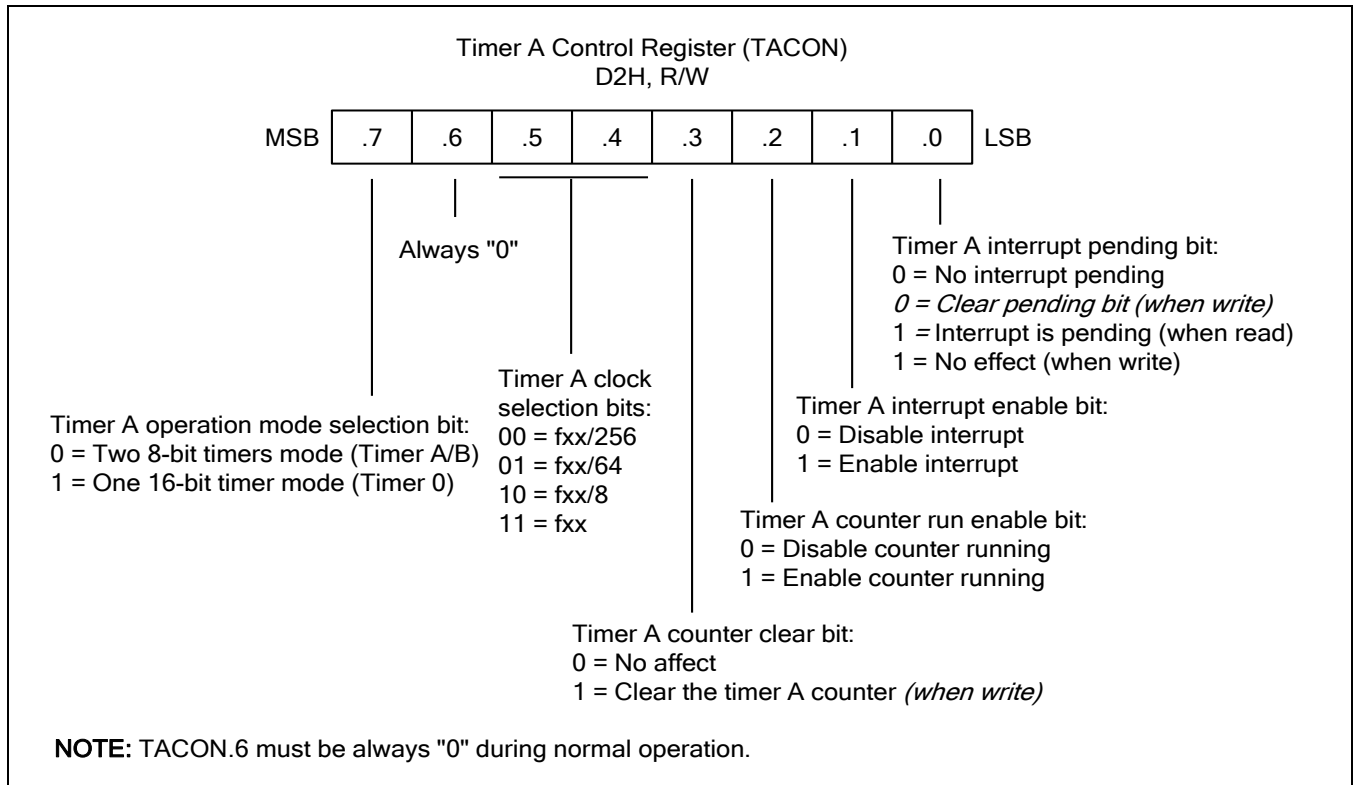 Timer A Control Register (TACON)
D2H, R/W
MSB .7 .6 .5 .4 .3 .2 .1 .0 LSB
Always "0"
Timer A interrupt pending bit:
0 = No interrupt pending
0 = Clear pending bit (when write)
1 = Interrupt is pending (when read)
1 = No effect (when write)
Timer A clock
selection bits:
00 = fxx/256
01 = fxx/64
10 = fxx/8
11 = fxx
Timer A interrupt enable bit:
0 = Disable interrupt
1 = Enable interrupt
Timer A operation mode selection bit:
0 = Two 8-bit timers mode (Timer A/B)
1 = One 16-bit timer mode (Timer 0)
Timer A counter run enable bit:
0 = Disable counter running
1 = Enable counter running
Timer A counter clear bit:
0 = No affect
1 = Clear the timer A counter (when write)
NOTE: TACON.6 must be always "0" during normal operation.